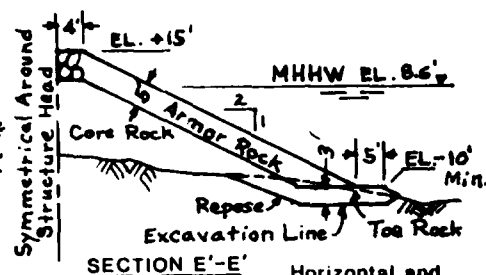 4'
EL. +15'
MHHW EL. 8.6'
2
1
6'
Armor Rock
Core Rock
3
5'
EL-10'
Min.
Repose
Toe Rock
Excavation Line
Symmetrical Around
Structure Head
SECTION E'-E'
Horizontal and